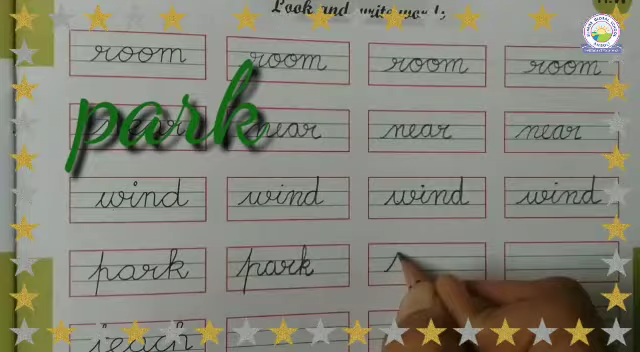 Look and write words
room room room room
park
near near near
wind wind wind wind
park park